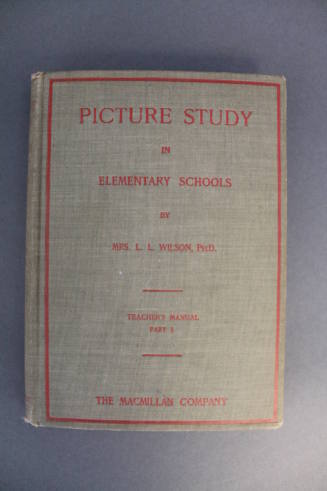 PICTURE STUDY
IN
ELEMENTARY SCHOOLS
BY
MRS. L. L. WILSON, PH.D.
TEACHER'S MANUAL
PART I
THE MACMILLAN COMPANY